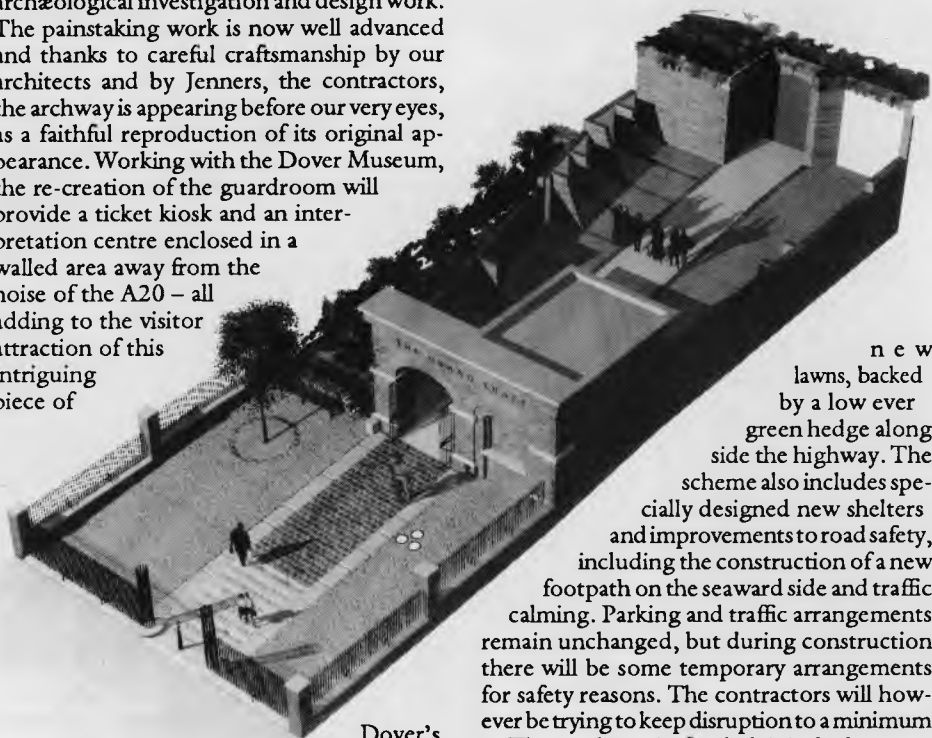 archæological investigation and design work.
The painstaking work is now well advanced
and thanks to careful craftsmanship by our
architects and by Jenners, the contractors,
the archway is appearing before our very eyes,
as a faithful reproduction of its original ap-
pearance. Working with the Dover Museum,
the re-creation of the guardroom will
provide a ticket kiosk and an inter-
pretation centre enclosed in a
walled area away from the
noise of the A20 – all
adding to the visitor
attraction of this
intriguing
piece of
Dover's
THE GRAND SHAFT
new
lawns, backed
by a low ever
green hedge along
side the highway. The
scheme also includes spe-
cially designed new shelters
and improvements to road safety,
including the construction of a new
footpath on the seaward side and traffic
calming. Parking and traffic arrangements
remain unchanged, but during construction
there will be some temporary arrangements
for safety reasons. The contractors will how-
ever be trying to keep disruption to a minimum